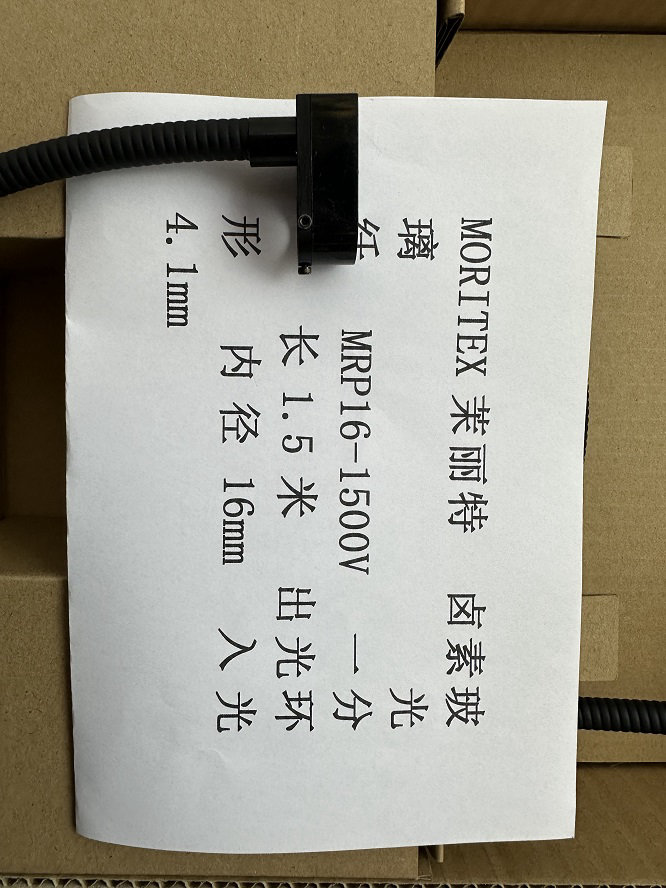 MORITEX 茉丽特 卤素玻
璃 光
纤 MRP16-1500V 一分
长 1.5 米 出光环
形 内径 16mm 入光
4.1mm